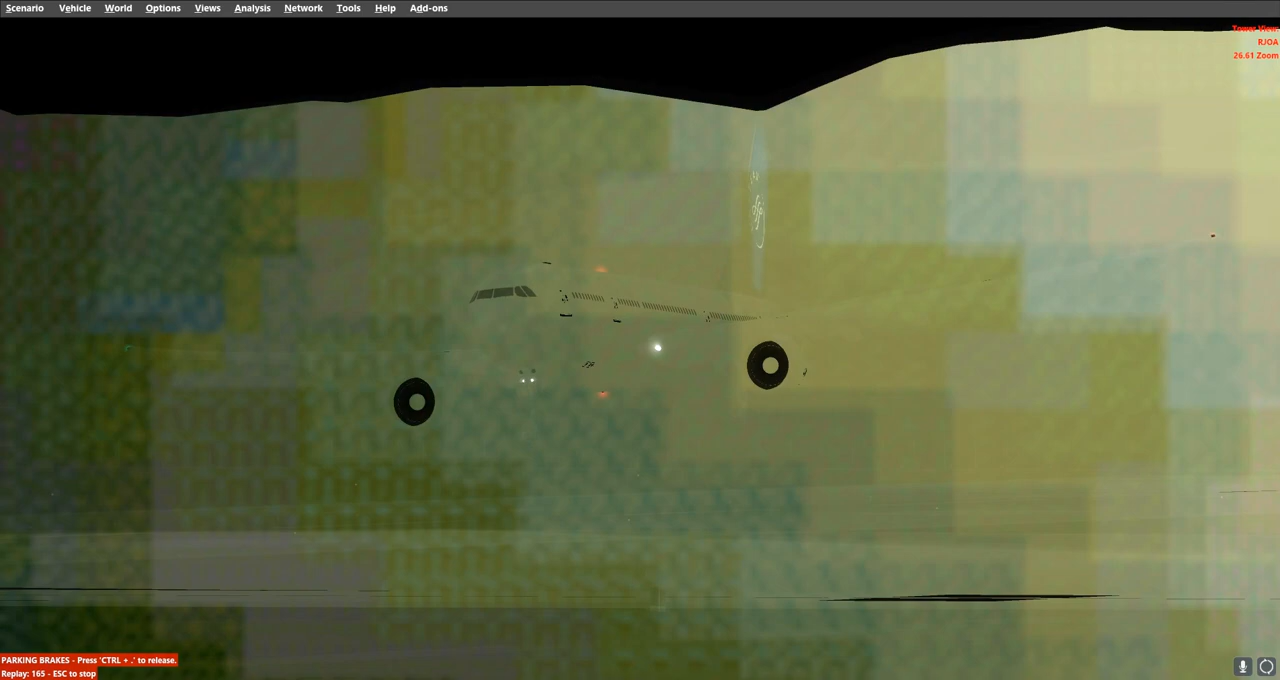 Scenario Vehicle World Options Views Analysis Network Tools Help Add-ons
Tower View:
RJOA
26.61 Zoom
PARKING BRAKES - Press 'CTRL + .' to release.
Replay: 165 - ESC to stop